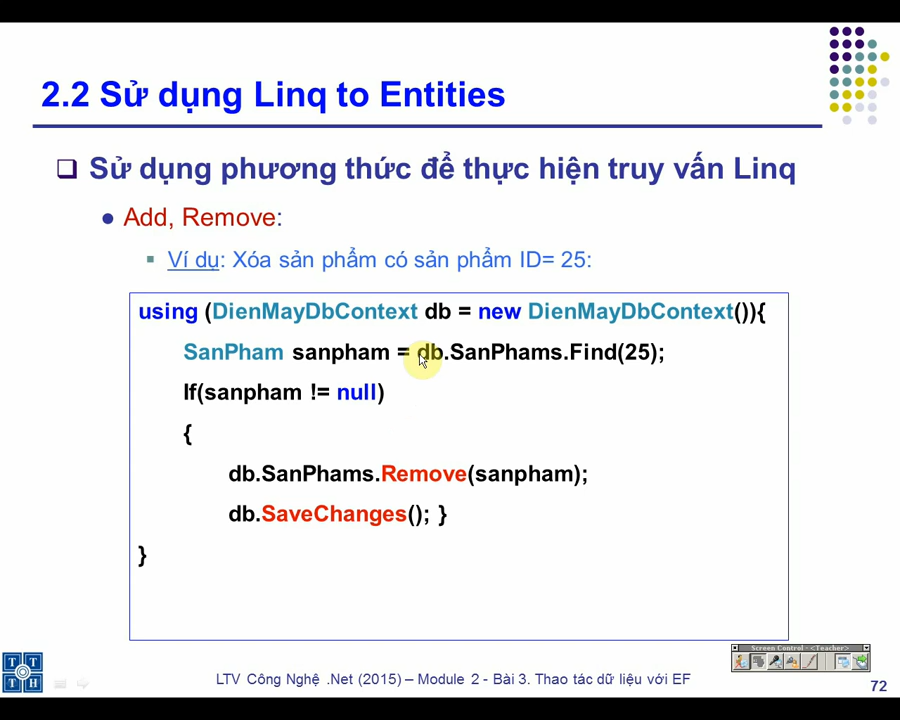 2.2 Sử dụng Linq to Entities
Sử dụng phương thức để thực hiện truy vấn Linq
Add, Remove:
Ví dụ: Xóa sản phẩm có sản phẩm ID= 25:
using (DienMayDbContext db = new DienMayDbContext()){
SanPham sanpham = db.SanPhams.Find(25);
If(sanpham != null)
{
db.SanPhams.Remove(sanpham);
db.SaveChanges(); }
}
Screen Control - <Teacher>
T T
T H
LTV Công Nghệ .Net (2015) – Module 2 - Bài 3. Thao tác dữ liệu với EF
72